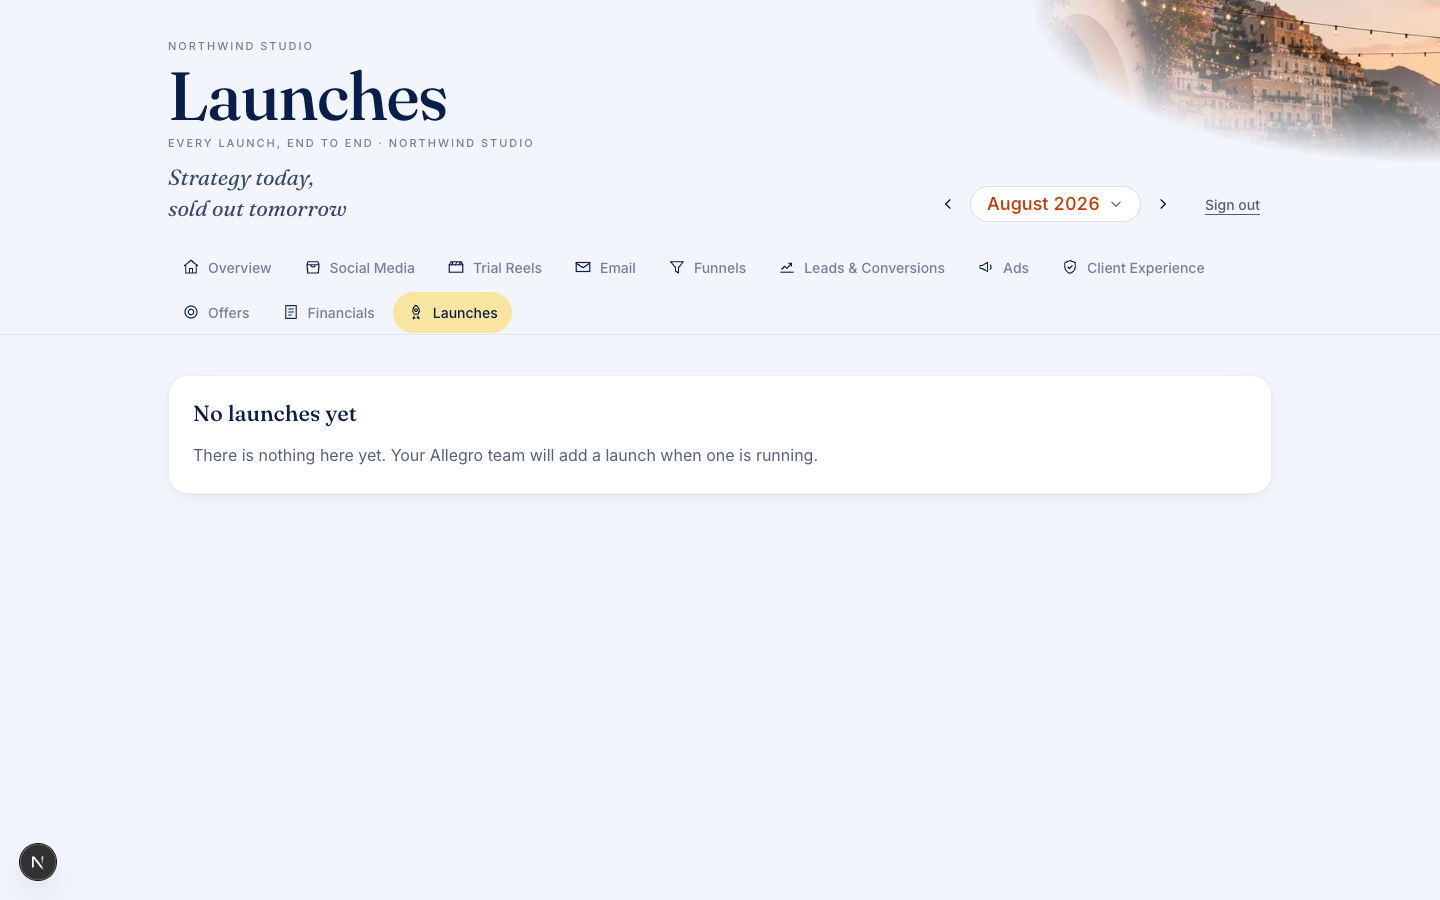 NORTHWIND STUDIO
Launches
EVERY LAUNCH, END TO END · NORTHWIND STUDIO
Strategy today,
sold out tomorrow
August 2026
Sign out
Overview Social Media Trial Reels Email Funnels Leads & Conversions Ads Client Experience
Offers Financials Launches
No launches yet
There is nothing here yet. Your Allegro team will add a launch when one is running.
N